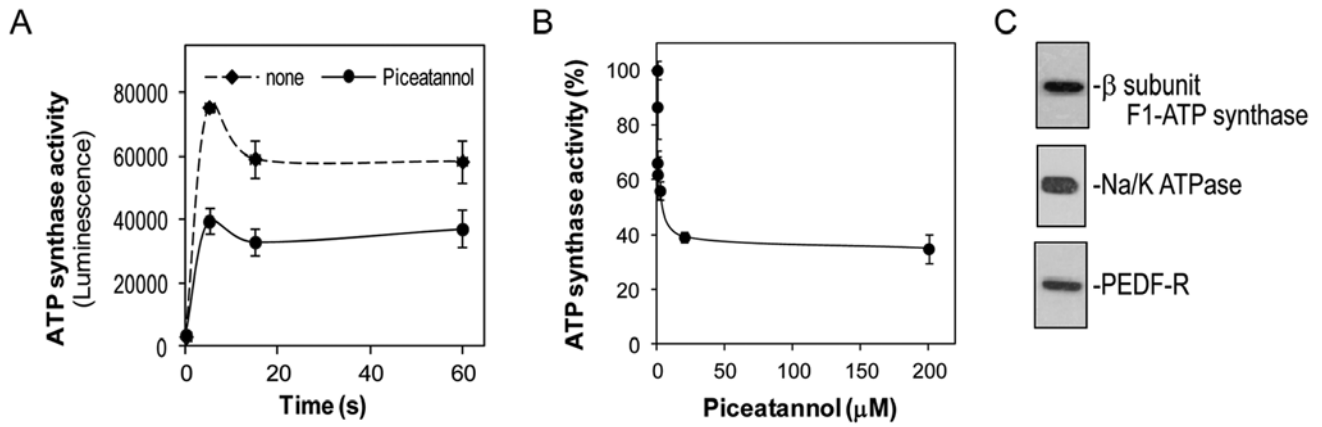 A
ATP synthase activity
(Luminescence)
80000
60000
40000
20000
0
none
Piceatannol
0
20
40
60
Time (s)
B
ATP synthase activity (%)
100
80
60
40
20
0
0
50
100
150
200
Piceatannol (μM)
C
-β subunit
F1-ATP synthase
-Na/K ATPase
-PEDF-R